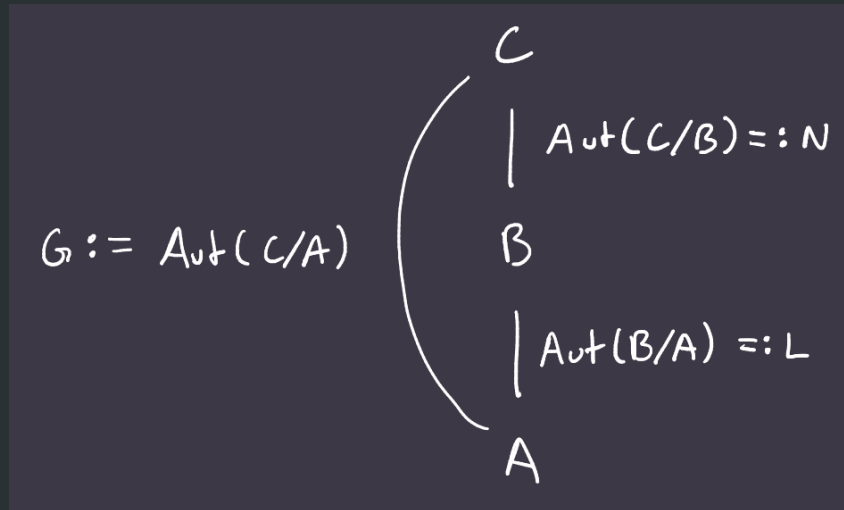 C
Aut(C/B)=:N
G:= Aut(C/A)
B
Aut(B/A) =: L
A